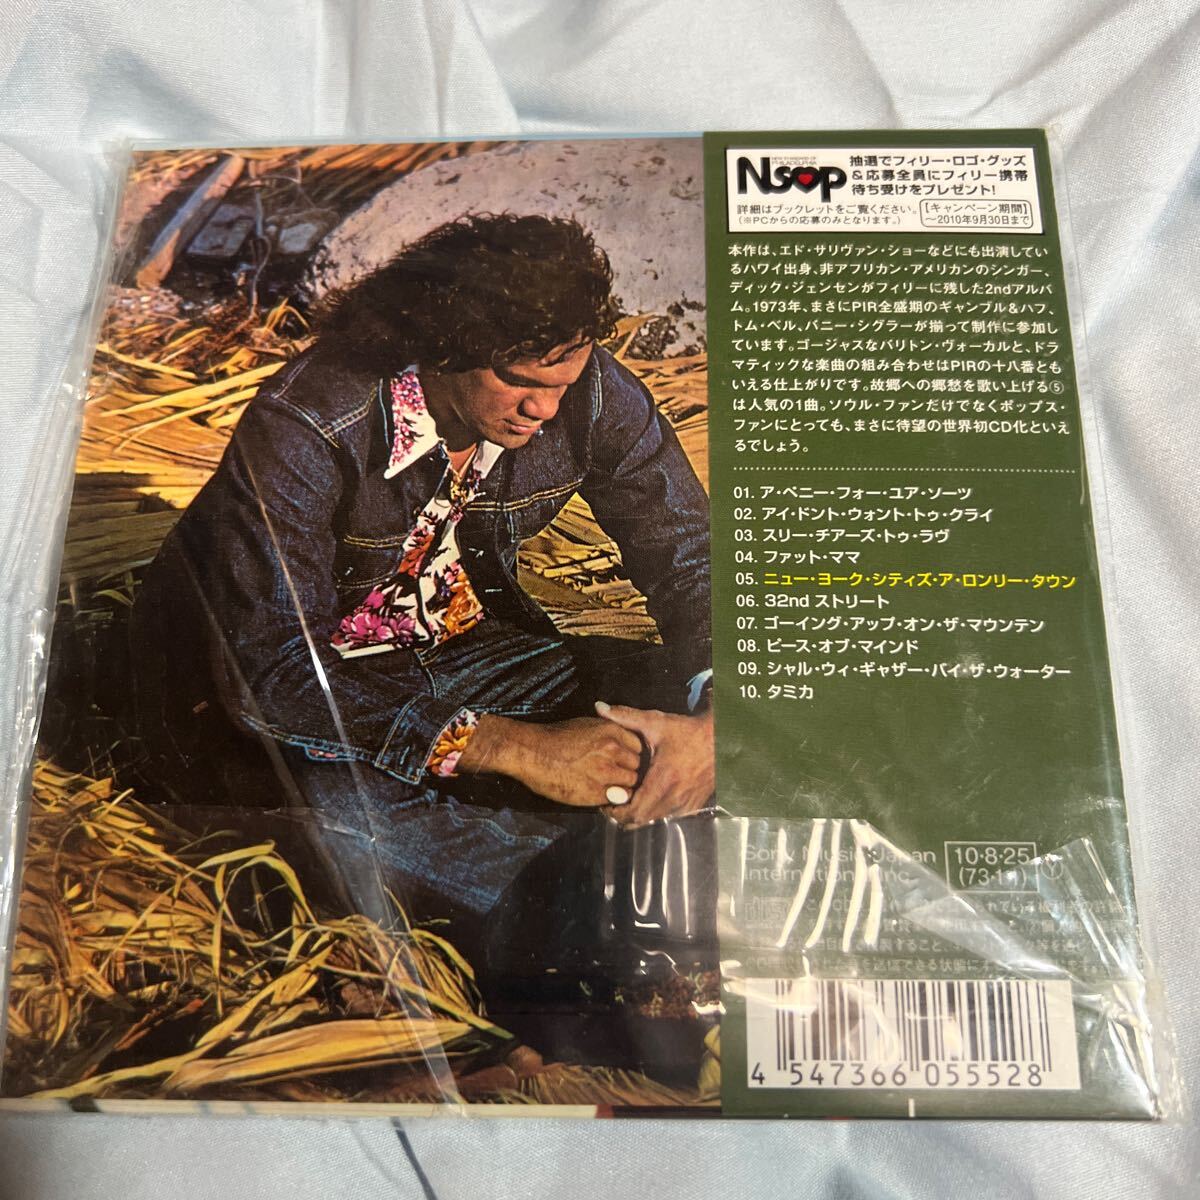 NEW STANDARD OF
PHILADELPHIA
NSOP
抽選でフィリー・ロゴ・グッズ
&応募全員にフィリー携帯
待ち受けをプレゼント!
詳細はブックレットをご覧ください。
(※PCからの応募のみとなります。)
【キャンペーン期間】
〜2010年9月30日まで
本作は、エド・サリヴァン・ショーなどにも出演してい
るハワイ出身、非アフリカン・アメリカンのシンガー、
ディック・ジェンセンがフィリーに残した2ndアルバ
ム。1973年、まさにPIR全盛期のギャンブル&ハフ、
トム・ベル、バニー・シグラーが揃って制作に参加し
ています。ゴージャスなバリトン・ヴォーカルと、ドラ
マティックな楽曲の組み合わせはPIRの十八番とも
いえる仕上がりです。故郷への郷愁を歌い上げる⑤
は人気の1曲。ソウル・ファンだけでなくポップス・
ファンにとっても、まさに待望の世界初CD化といえ
るでしょう。
01. ア・ペニー・フォー・ユア・ソーツ
02. アイ・ドント・ウォント・トゥ・クライ
03. スリー・チアーズ・トゥ・ラヴ
04. ファット・ママ
05. ニュー・ヨーク・シティズ・ア・ロンリー・タウン
06. 32nd ストリート
07. ゴーイング・アップ・オン・ザ・マウンテン
08. ピース・オブ・マインド
09. シャル・ウィ・ギャザー・バイ・ザ・ウォーター
10. タミカ
Sony Music Japan
International Inc.
10・8・25
(73・11)
Ⓨ
4 547366 055528